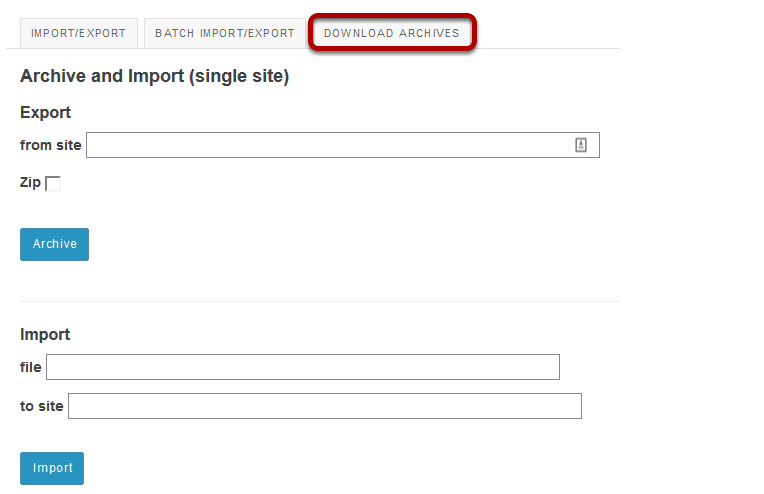 IMPORT/EXPORT BATCH IMPORT/EXPORT DOWNLOAD ARCHIVES
Archive and Import (single site)
Export
from site
Zip
Archive
Import
file
to site
Import